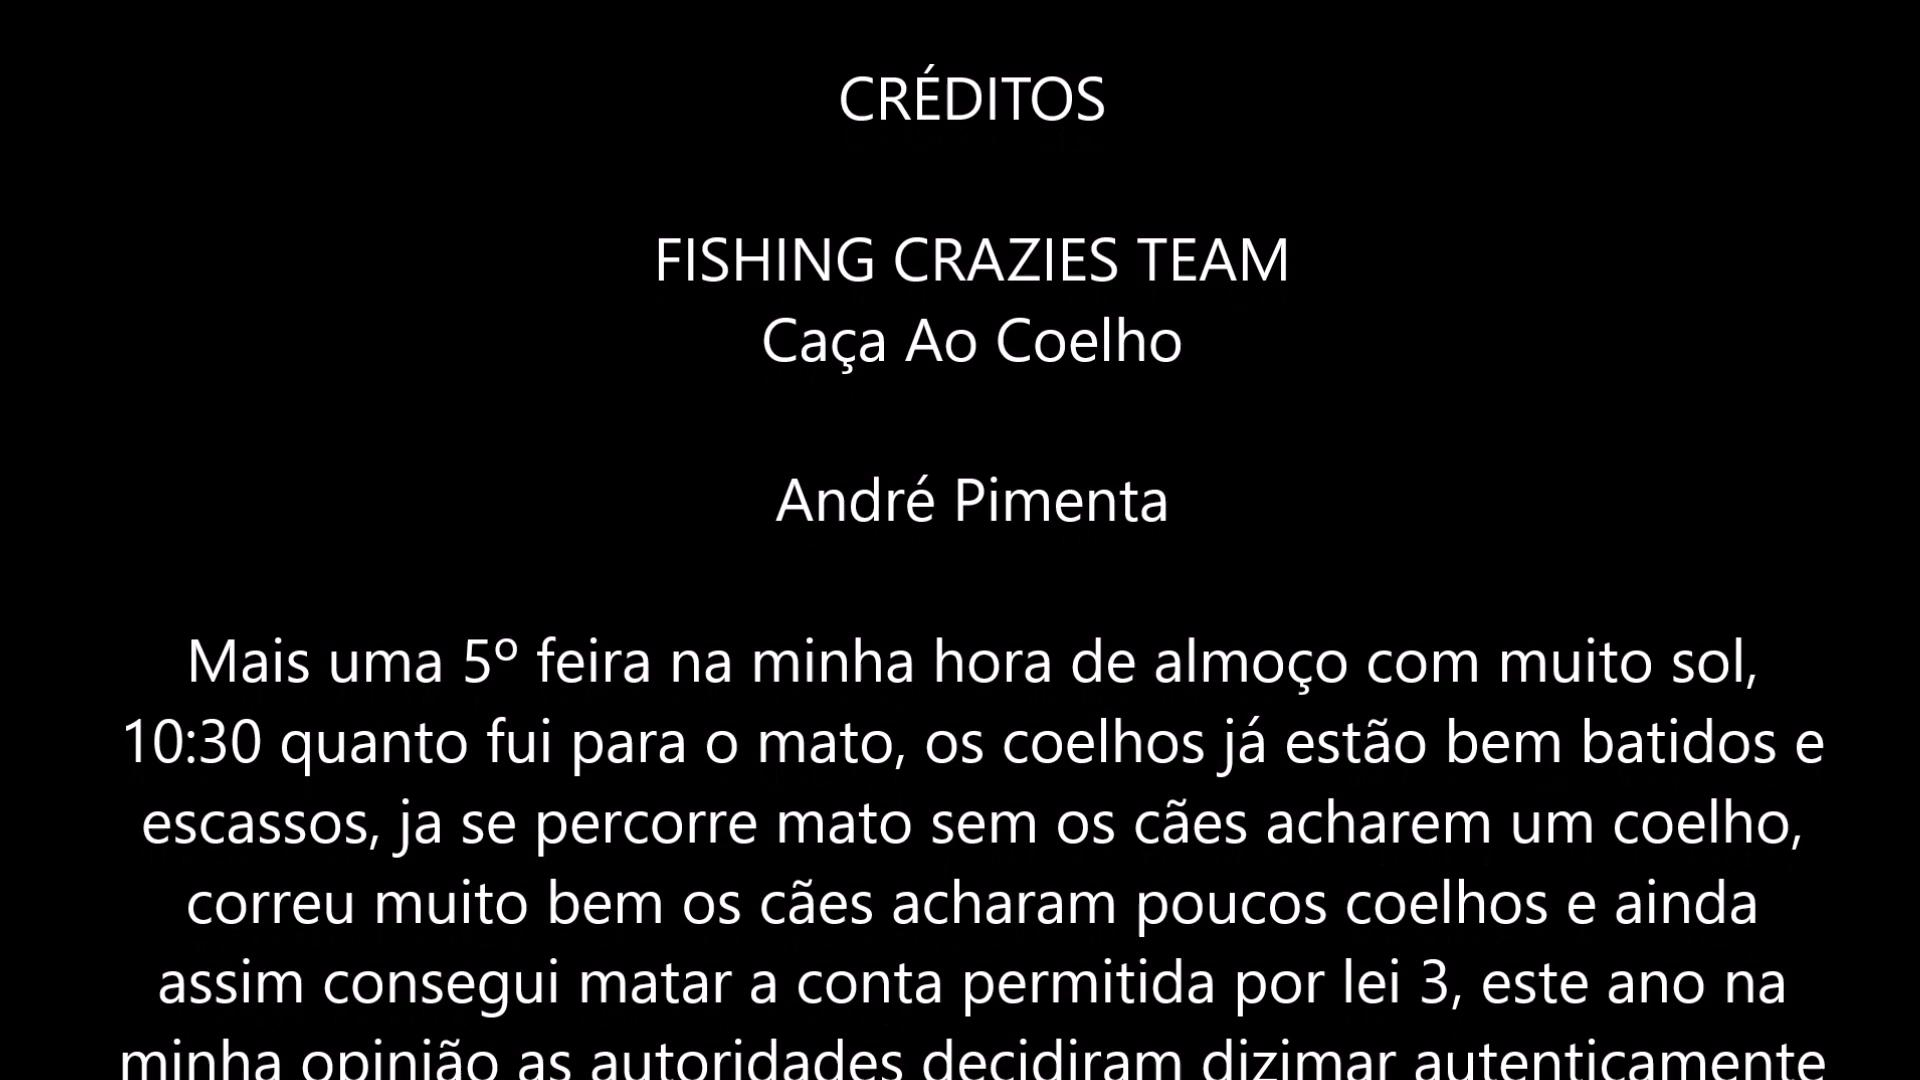 CRÉDITOS
FISHING CRAZIES TEAM
Caça Ao Coelho
André Pimenta
Mais uma 5º feira na minha hora de almoço com muito sol,
10:30 quanto fui para o mato, os coelhos já estão bem batidos e
escassos, ja se percorre mato sem os cães acharem um coelho,
correu muito bem os cães acharam poucos coelhos e ainda
assim consegui matar a conta permitida por lei 3, este ano na
minha opinião as autoridades decidiram dizimar autenticamente